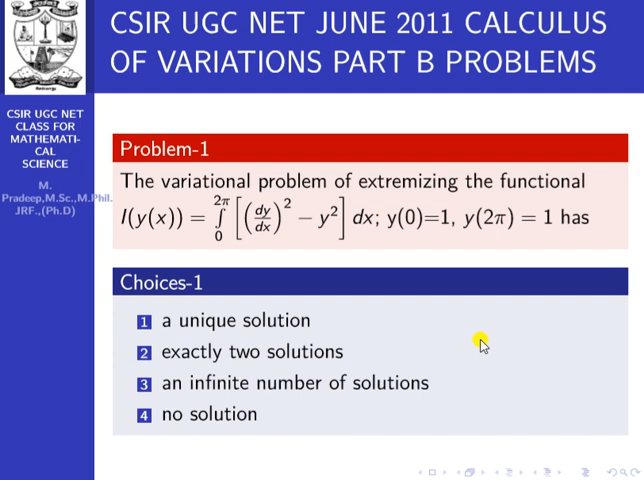 CSIR UGC NET JUNE 2011 CALCULUS
OF VARIATIONS PART B PROBLEMS
CSIR UGC NET
CLASS FOR
MATHEMATI-
CAL
SCIENCE
M.
Pradeep,M.Sc.,M.Phil.
JRF.,(Ph.D)
Problem-1
The variational problem of extremizing the functional
I(y(x)) = ∫₀^{2π} [(dy/dx)² − y²] dx; y(0)=1, y(2π) = 1 has
Choices-1
1 a unique solution
2 exactly two solutions
3 an infinite number of solutions
4 no solution